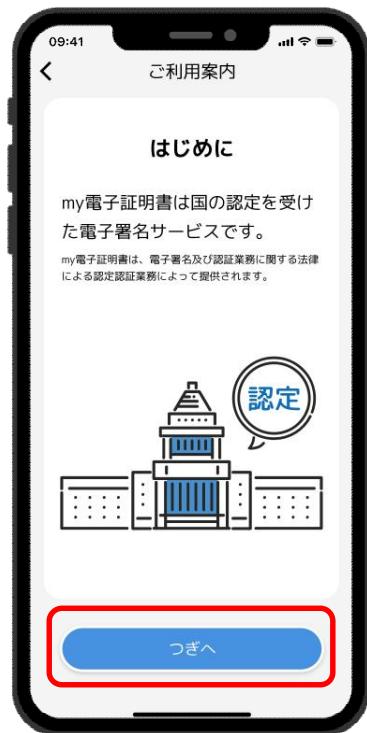 09:41
ご利用案内
はじめに
my電子証明書は国の認定を受け
た電子署名サービスです。
my電子証明書は、電子署名及び認証業務に関する法律
による認定認証業務によって提供されます。
認定
つぎへ